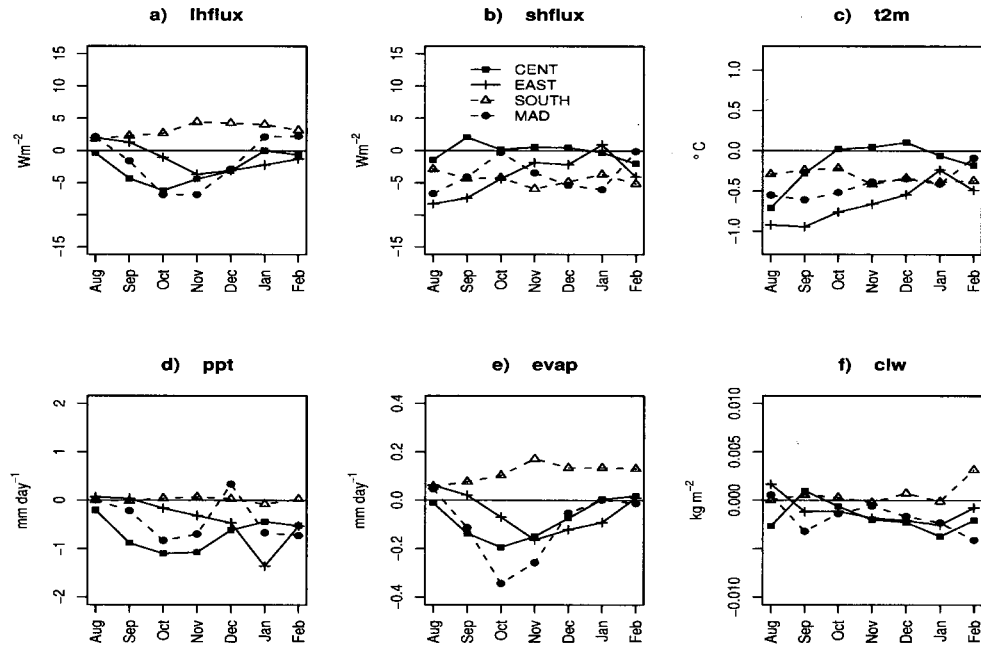 a) lhflux
Wm−2
15
10
5
0
−5
−15
Aug
Sep
Oct
Nov
Dec
Jan
Feb
b) shflux
Wm−2
15
10
5
0
−5
−15
CENT
EAST
SOUTH
MAD
Aug
Sep
Oct
Nov
Dec
Jan
Feb
c) t2m
° C
1.0
0.5
0.0
−0.5
−1.0
Aug
Sep
Oct
Nov
Dec
Jan
Feb
d) ppt
mm day−1
2
1
0
−1
−2
Aug
Sep
Oct
Nov
Dec
Jan
Feb
e) evap
mm day−1
0.4
0.2
0.0
−0.2
−0.4
Aug
Sep
Oct
Nov
Dec
Jan
Feb
f) clw
kg m−2
0.010
0.005
0.000
−0.010
Aug
Sep
Oct
Nov
Dec
Jan
Feb